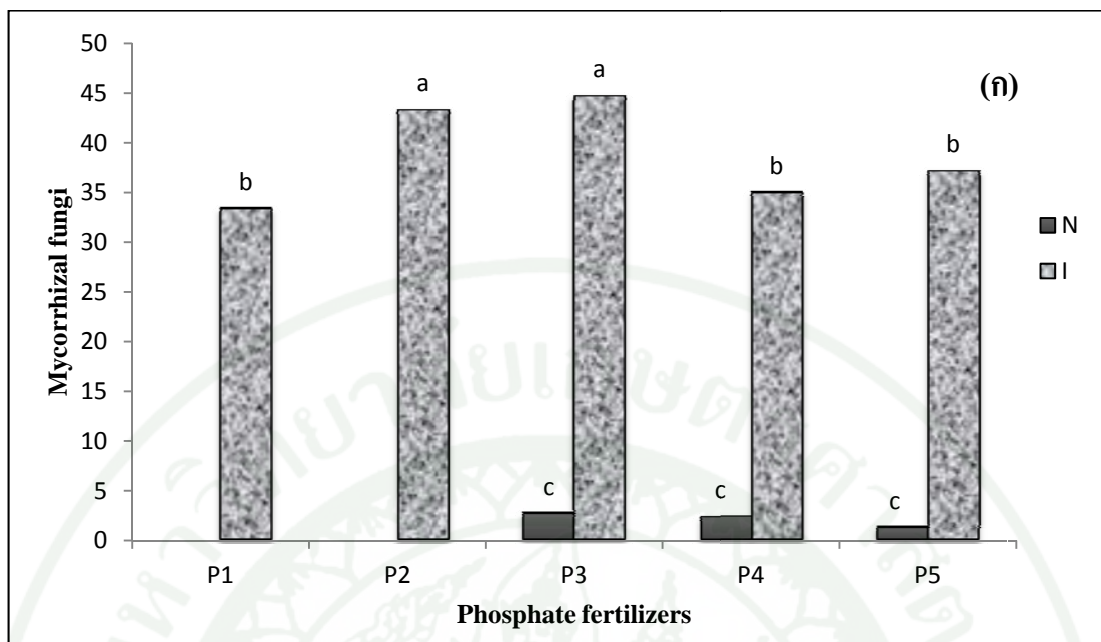 50
45
40
35
30
25
20
15
10
5
0
Mycorrhizal fungi
b
a
a
b
b
c
c
c
(ก)
N
I
P1 P2 P3 P4 P5
Phosphate fertilizers